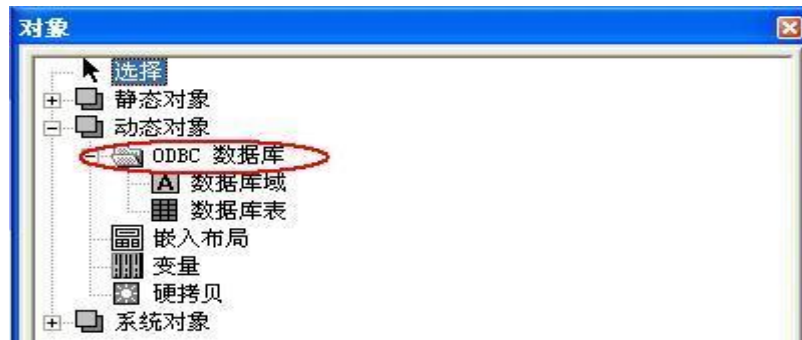 对象
选择
静态对象
动态对象
ODBC 数据库
A 数据库域
数据库表
嵌入布局
变量
硬拷贝
系统对象